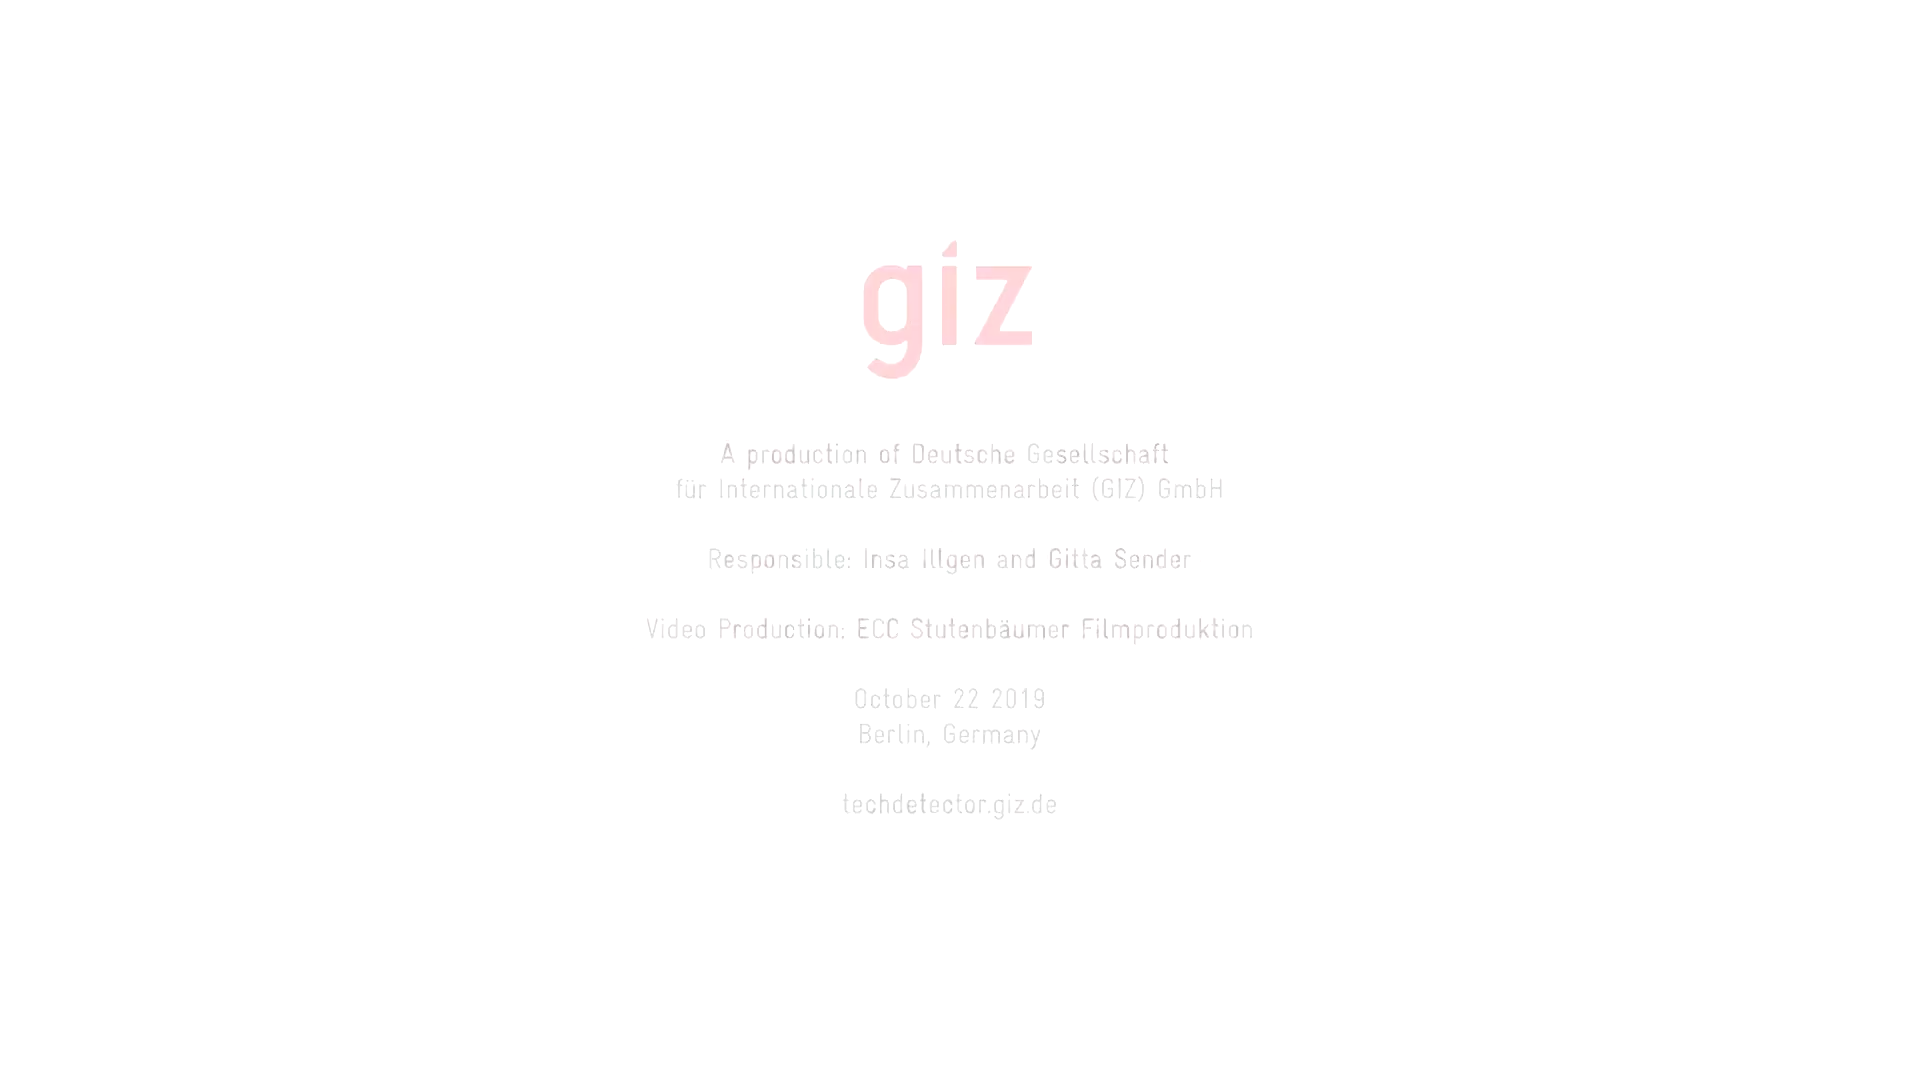 giz
A production of Deutsche Gesellschaft
für Internationale Zusammenarbeit (GIZ) GmbH
Responsible: Insa Illgen and Gitta Sender
Video Production: ECC Stutenbäumer Filmproduktion
October 22 2019
Berlin, Germany
techdetector.giz.de